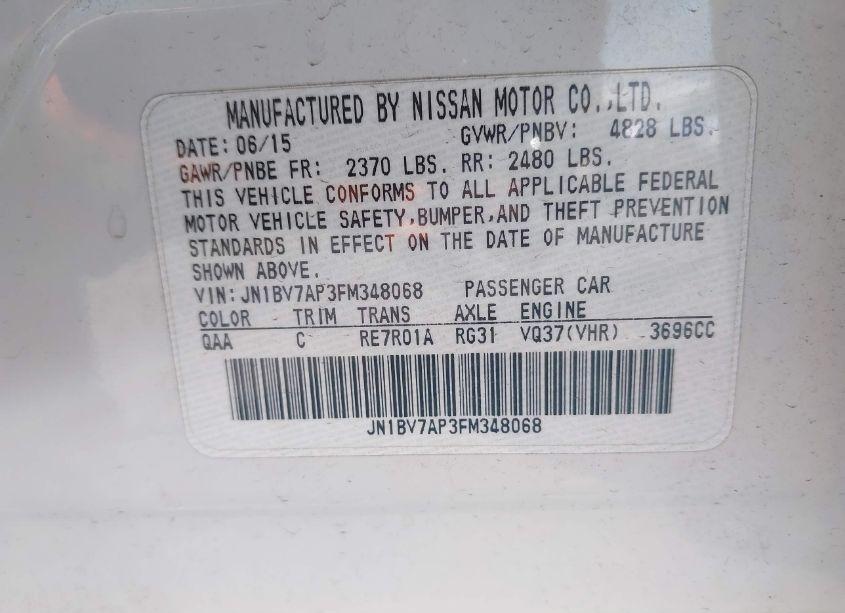 MANUFACTURED BY NISSAN MOTOR CO.,LTD.
DATE: 06/15 GVWR/PNBV: 4828 LBS.
GAWR/PNBE FR: 2370 LBS. RR: 2480 LBS.
THIS VEHICLE CONFORMS TO ALL APPLICABLE FEDERAL
MOTOR VEHICLE SAFETY,BUMPER,AND THEFT PREVENTION
STANDARDS IN EFFECT ON THE DATE OF MANUFACTURE
SHOWN ABOVE.
VIN: JN1BV7AP3FM348068 PASSENGER CAR
COLOR TRIM TRANS AXLE ENGINE
QAA C RE7R01A RG31 VQ37(VHR) 3696CC
JN1BV7AP3FM348068